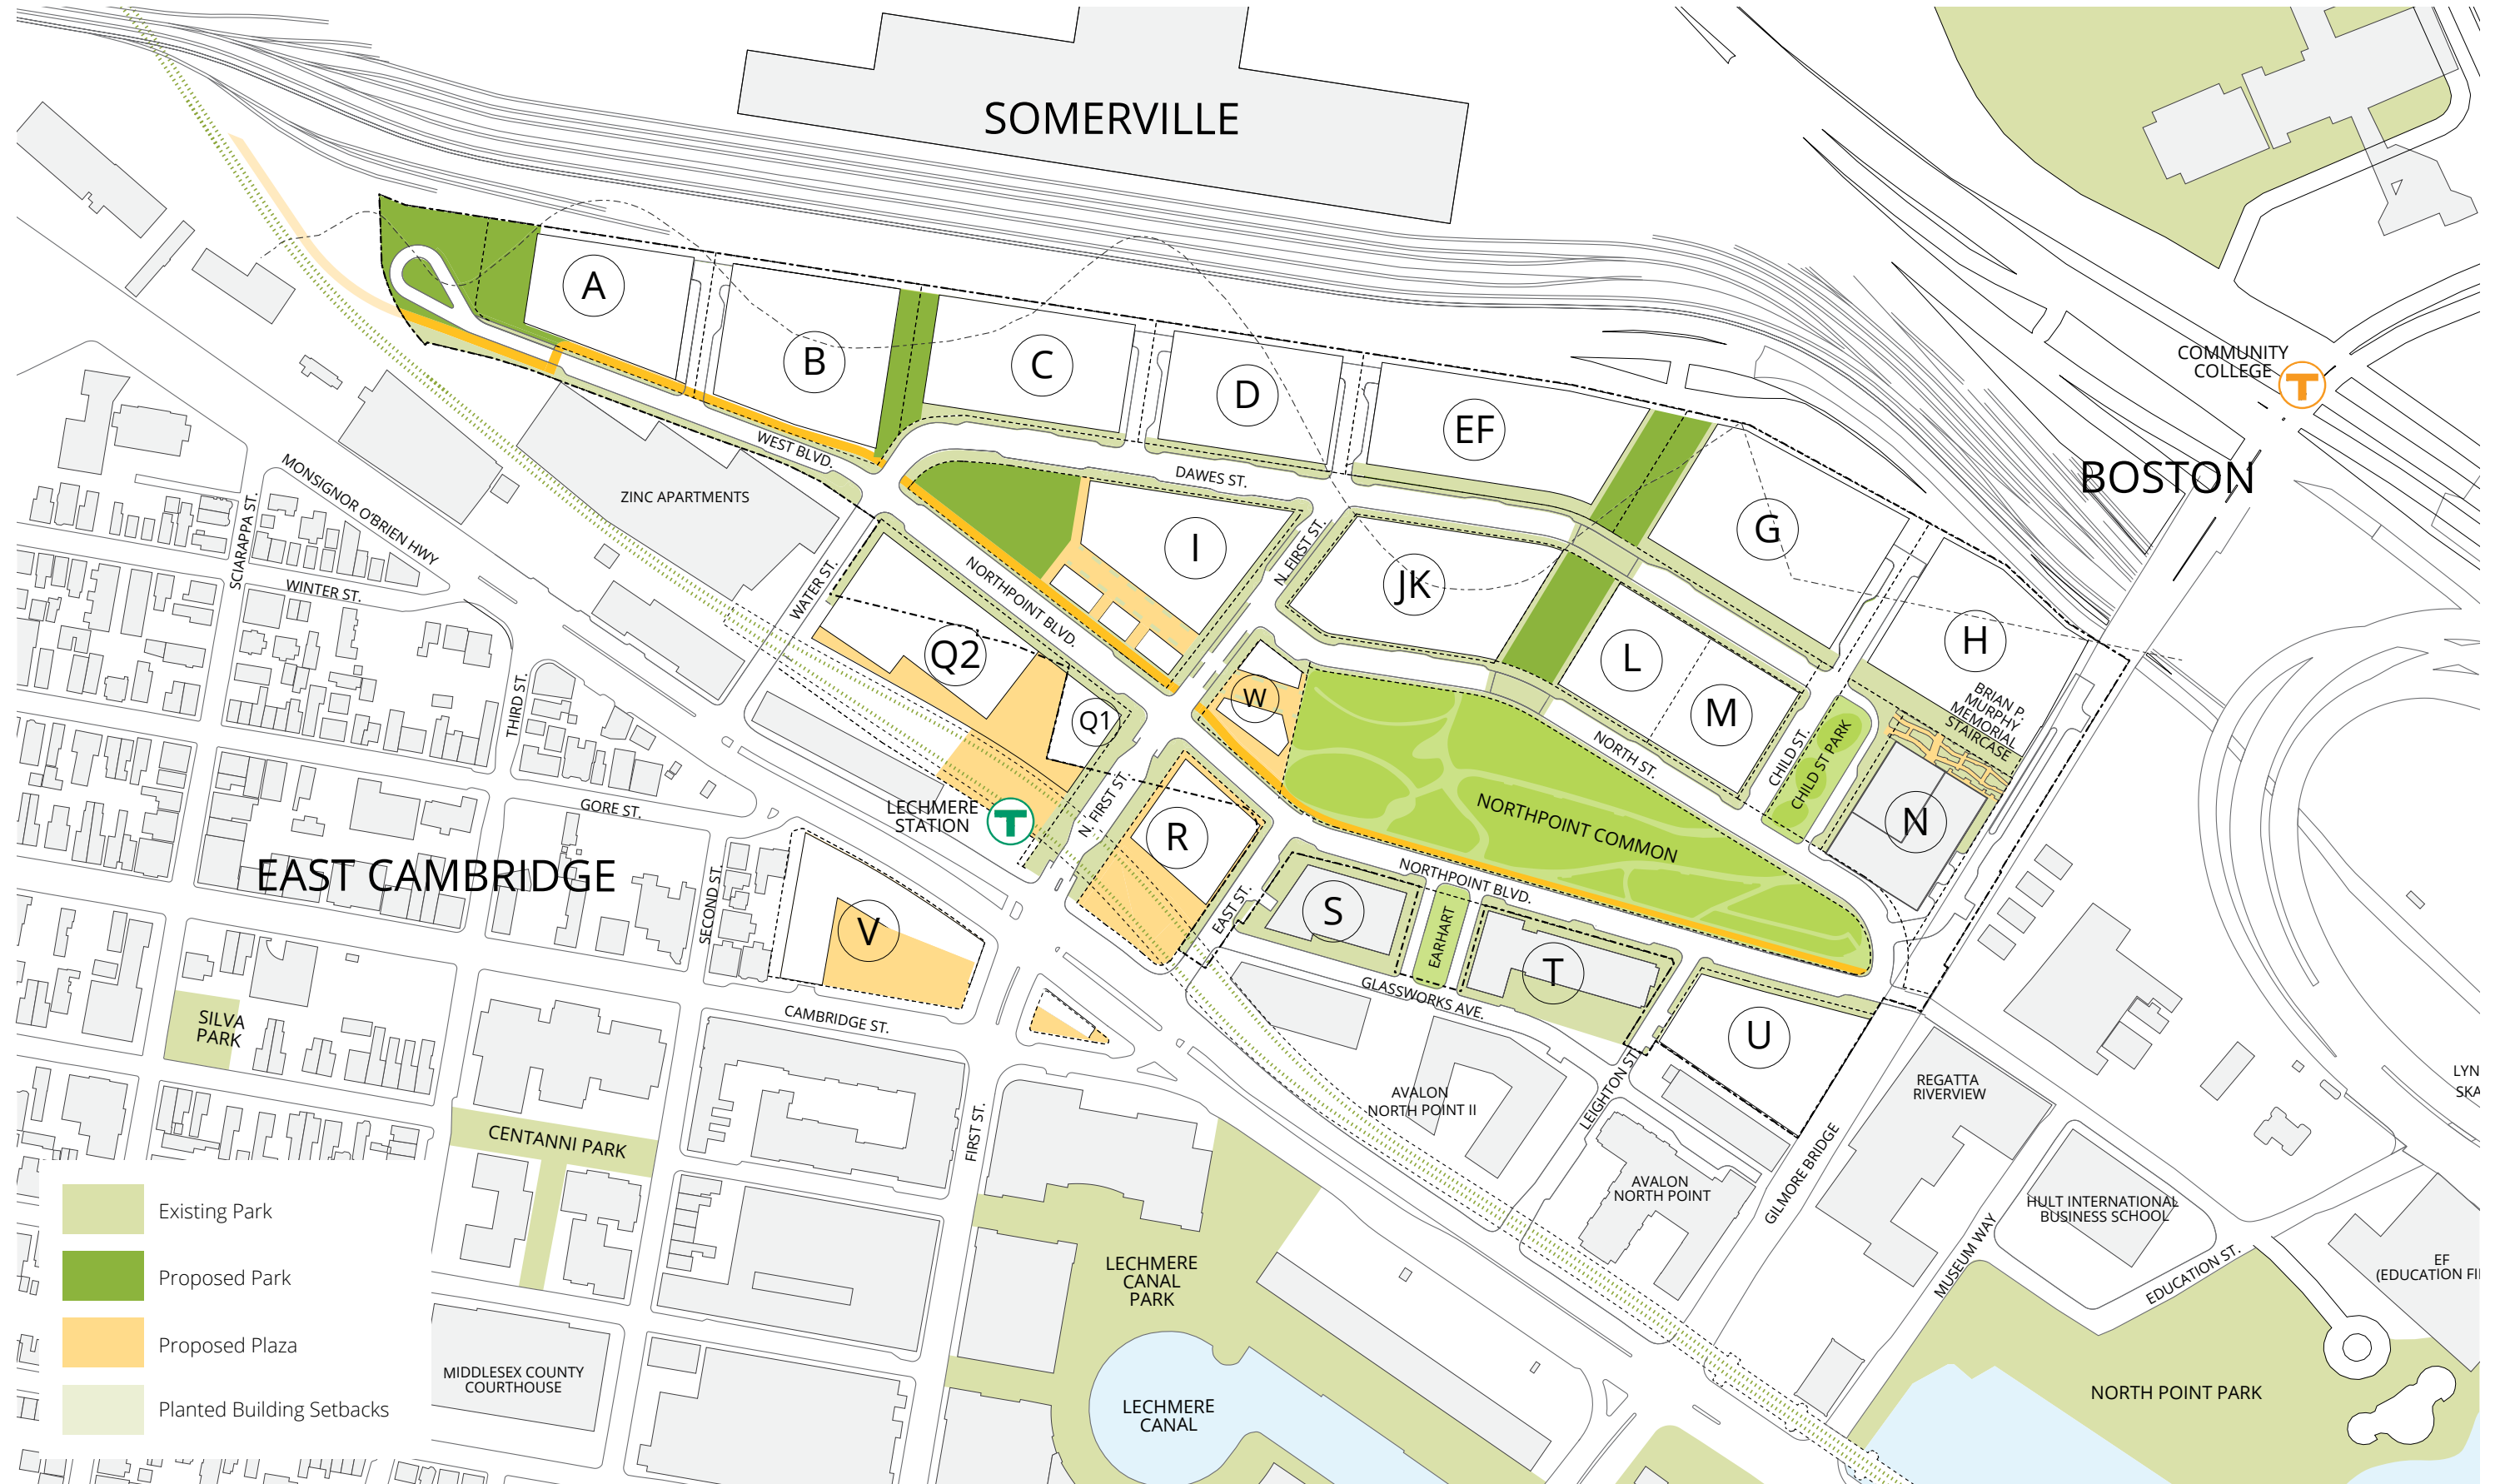 SOMERVILLE
COMMUNITY
COLLEGE
T
BOSTON
A
B
C
D
EF
G
H
I
JK
L
M
N
Q2
Q1
W
R
S
T
U
V
WEST BLVD.
DAWES ST.
ZINC APARTMENTS
MONSIGNOR O'BRIEN HWY
SCIARAPPA ST.
WINTER ST.
WATER ST.
NORTHPOINT BLVD.
N. FIRST ST.
THIRD ST.
BRIAN P.
MURPHY
MEMORIAL
STAIRCASE
CHILD ST.
CHILD ST PARK
NORTH ST.
NORTHPOINT COMMON
LECHMERE
STATION
T
N. FIRST ST.
GORE ST.
EAST CAMBRIDGE
SECOND ST.
EAST ST.
NORTHPOINT BLVD.
EARHART
GLASSWORKS AVE.
CAMBRIDGE ST.
SILVA
PARK
LEIGHTON ST.
AVALON
NORTH POINT II
REGATTA
RIVERVIEW
LYN
SKA
CENTANNI PARK
FIRST ST.
AVALON
NORTH POINT
GILMORE BRIDGE
HULT INTERNATIONAL
BUSINESS SCHOOL
MUSEUM WAY
EDUCATION ST.
EF
(EDUCATION FI
LECHMERE
CANAL
PARK
MIDDLESEX COUNTY
COURTHOUSE
LECHMERE
CANAL
NORTH POINT PARK
Existing Park
Proposed Park
Proposed Plaza
Planted Building Setbacks